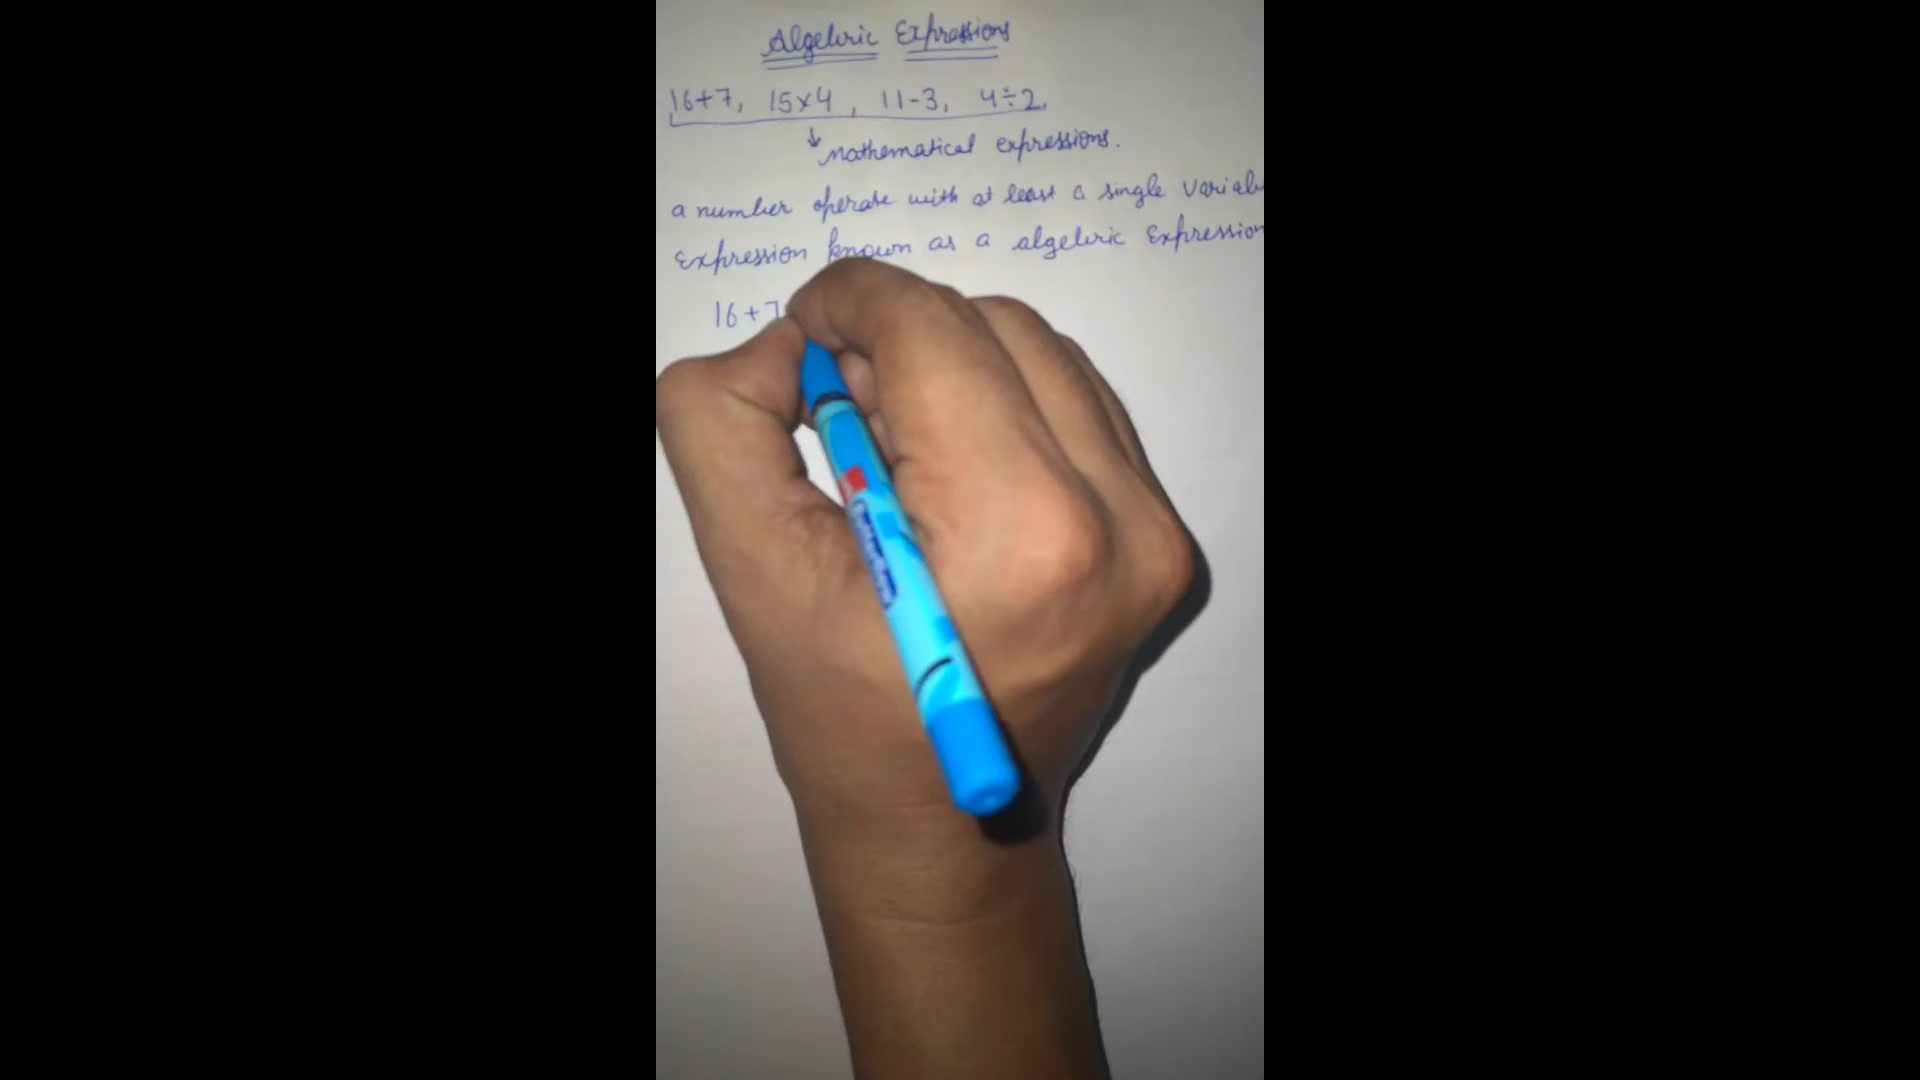 Algebric Expressions
16+7, 15×4, 11-3, 4÷2,
↓ Mathematical expressions.
a number operate with at least a single
Expression known as a algebric Expression
16+7